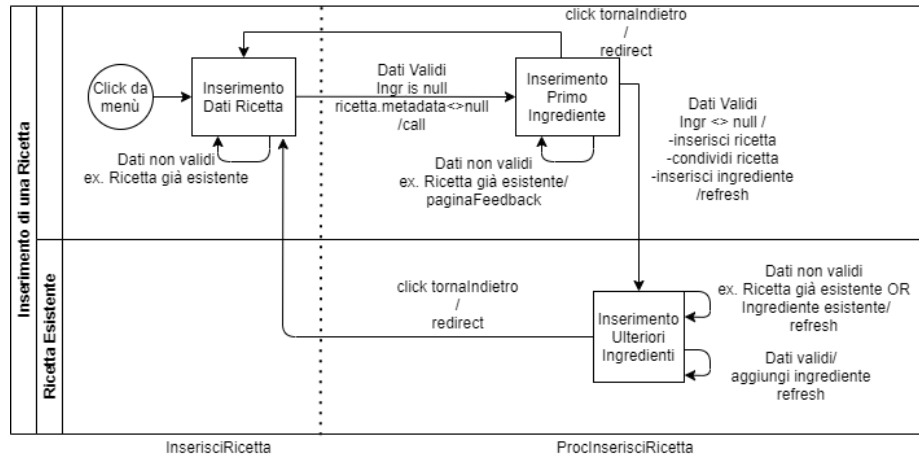 Inserimento di una Ricetta
Ricetta Esistente
Click da
menù
Inserimento
Dati Ricetta
Dati non validi
ex. Ricetta già esistente
Dati Validi
Ingr is null
ricetta.metadata<>null
/call
click tornaIndietro
/
redirect
Inserimento
Primo
Ingrediente
Dati non validi
ex. Ricetta già esistente/
paginaFeedback
Dati Validi
Ingr <> null /
-inserisci ricetta
-condividi ricetta
-inserisci ingrediente
/refresh
click tornaIndietro
/
redirect
Inserimento
Ulteriori
Ingredienti
Dati non validi
ex. Ricetta già esistente OR
Ingrediente esistente/
refresh
Dati validi/
aggiungi ingrediente
refresh
InserisciRicetta
ProcInserisciRicetta